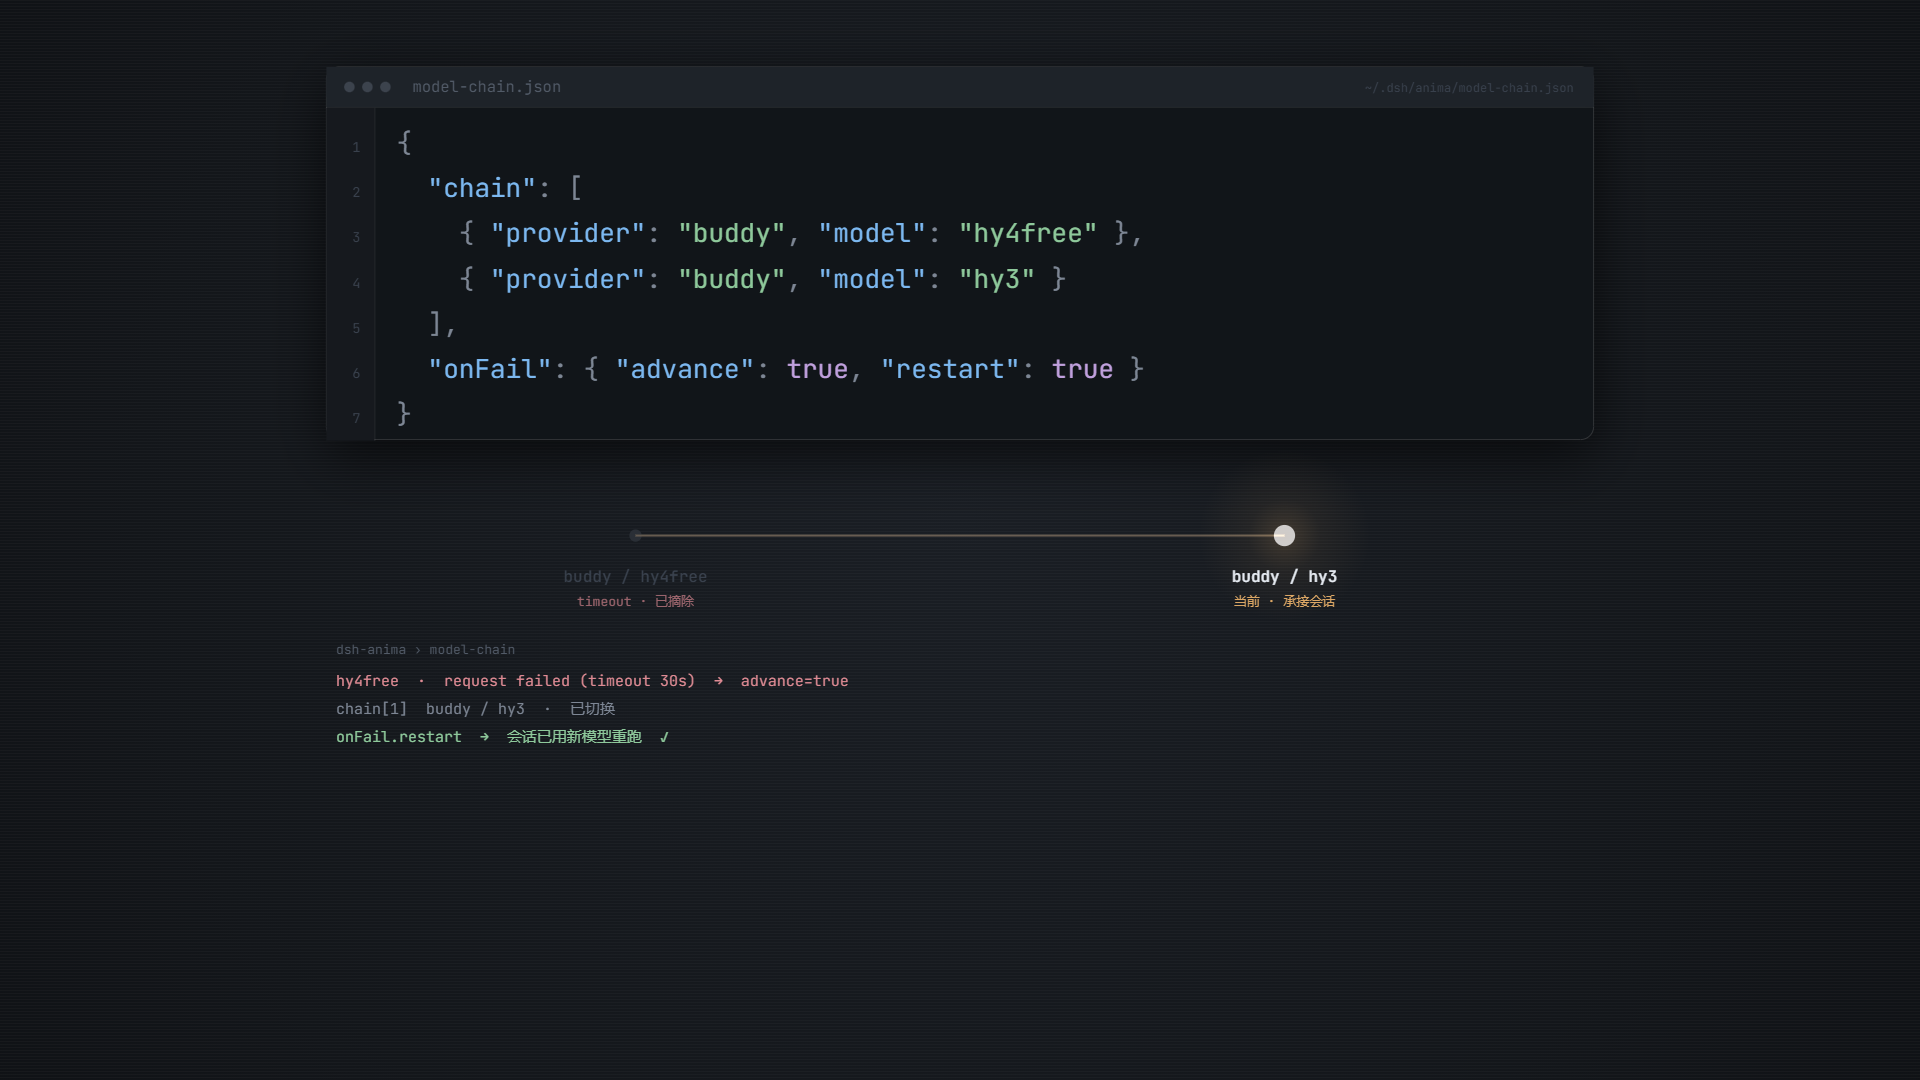 model-chain.json
~/.dsh/anima/model-chain.json
1 {
2 "chain": [
3 { "provider": "buddy", "model": "hy4free" },
4 { "provider": "buddy", "model": "hy3" }
5 ],
6 "onFail": { "advance": true, "restart": true }
7 }
buddy / hy4free
timeout · 已摘除
buddy / hy3
当前 · 承接会话
dsh-anima › model-chain
hy4free · request failed (timeout 30s) → advance=true
chain[1] buddy / hy3 · 已切换
onFail.restart → 会话已用新模型重跑 ✓